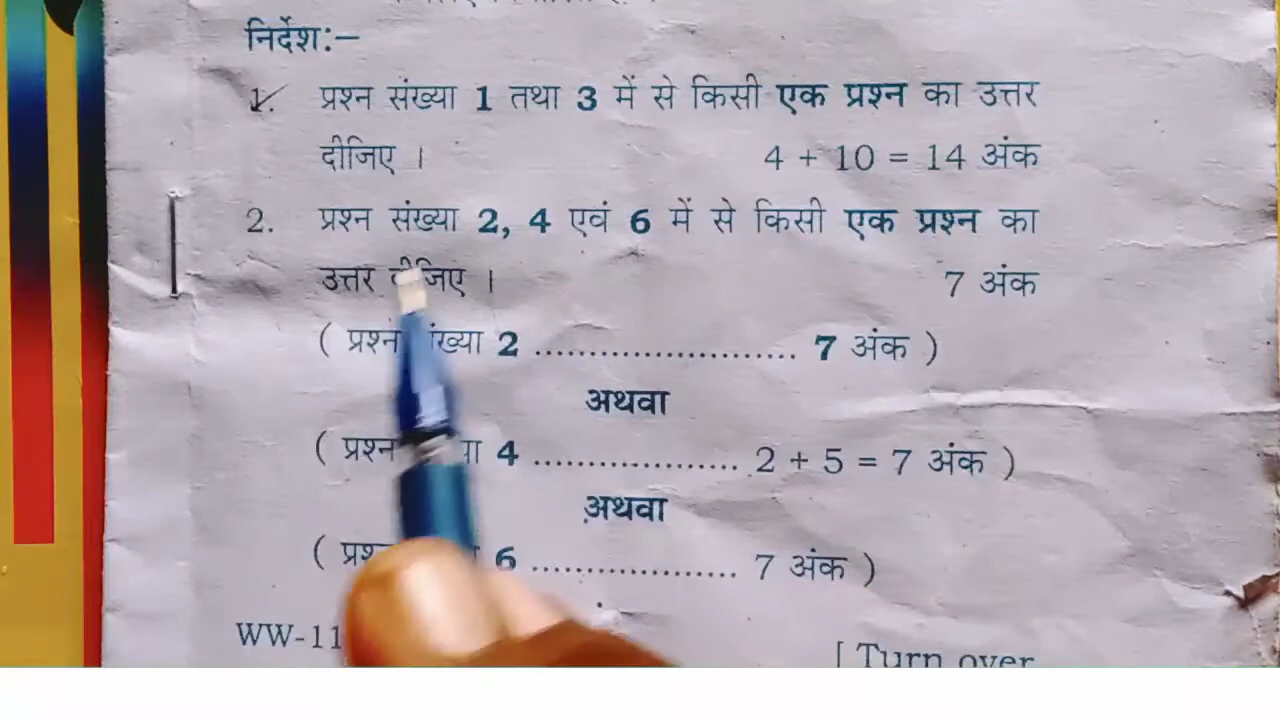 निर्देश:–
1. प्रश्न संख्या 1 तथा 3 में से किसी एक प्रश्न का उत्तर
दीजिए । 4 + 10 = 14 अंक
2. प्रश्न संख्या 2, 4 एवं 6 में से किसी एक प्रश्न का
उत्तर दीजिए । 7 अंक
( प्रश्न संख्या 2 .......................... 7 अंक )
अथवा
( प्रश्न 4 .................... 2 + 5 = 7 अंक )
अथवा
( 6 .................... 7 अंक )
WW-11
[ Turn over